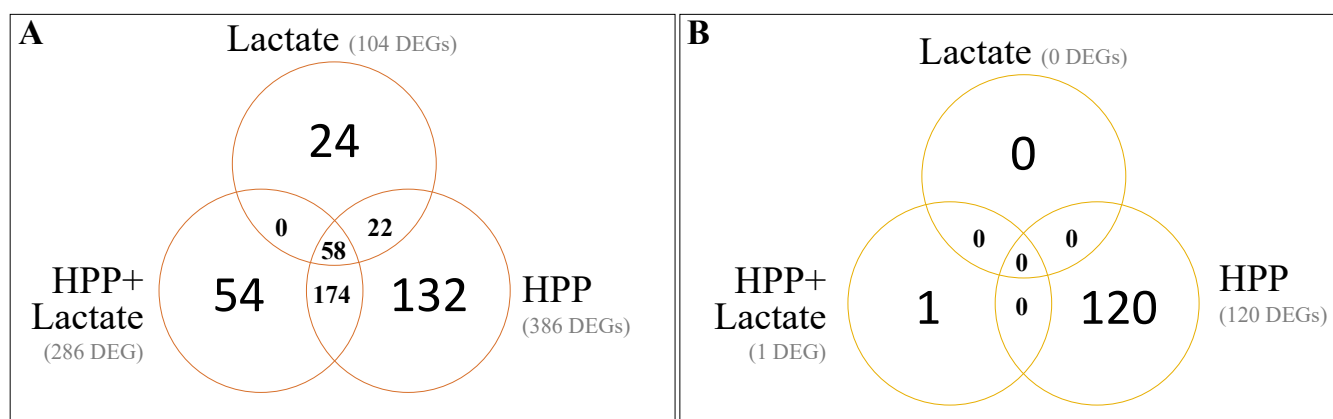 A
Lactate (104 DEGs)
24
0
22
58
HPP+
Lactate
(286 DEG)
54
174
132
HPP
(386 DEGs)
B
Lactate (0 DEGs)
0
0
0
0
HPP+
Lactate
(1 DEG)
1
0
120
HPP
(120 DEGs)